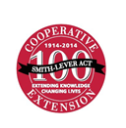 COOPERATIVE
1914-2014
100
SMITH-LEVER ACT
EXTENDING KNOWLEDGE
CHANGING LIVES
EXTENSION